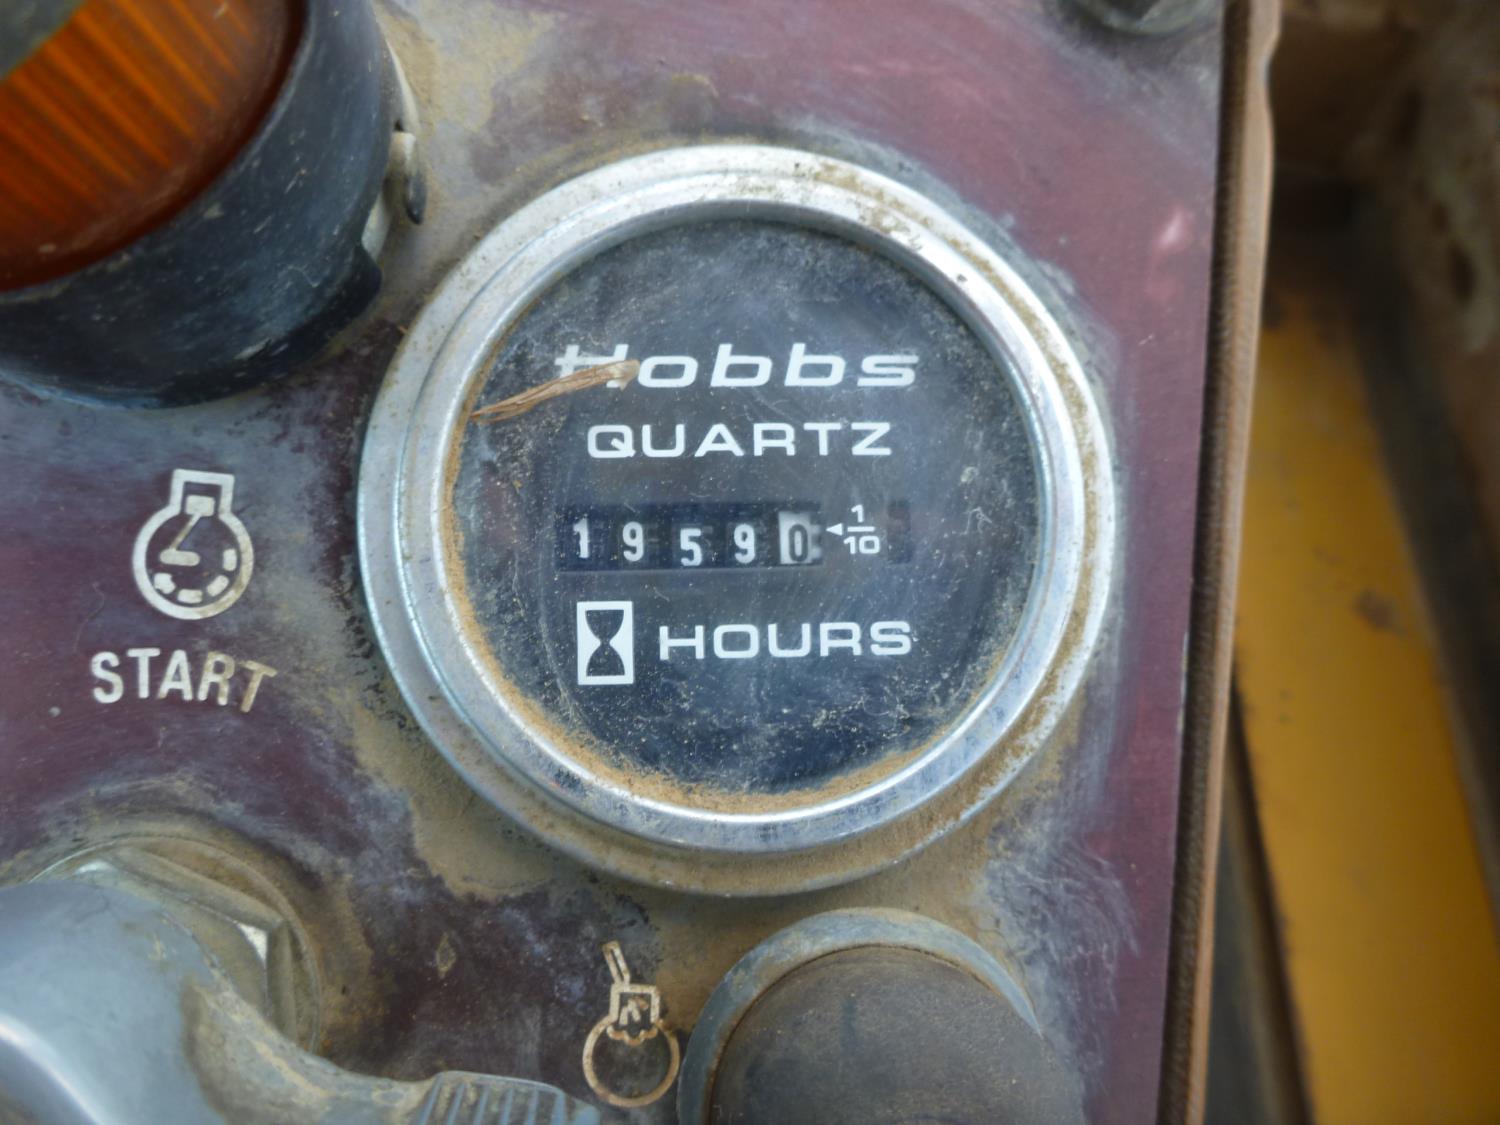 Hobbs
QUARTZ
19590 1/10
HOURS
START